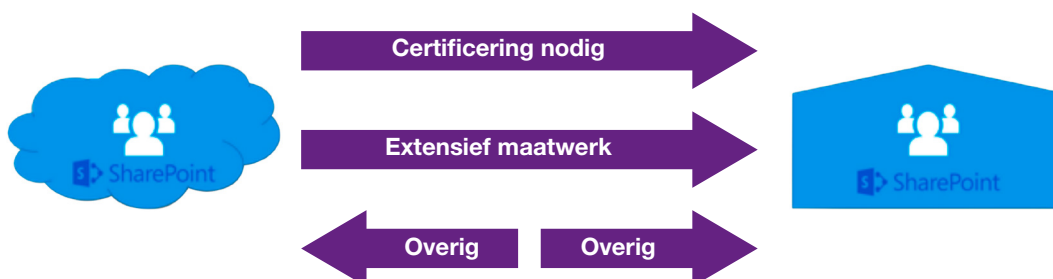 Certificering nodig
Extensief maatwerk
S SharePoint
S SharePoint
Overig Overig